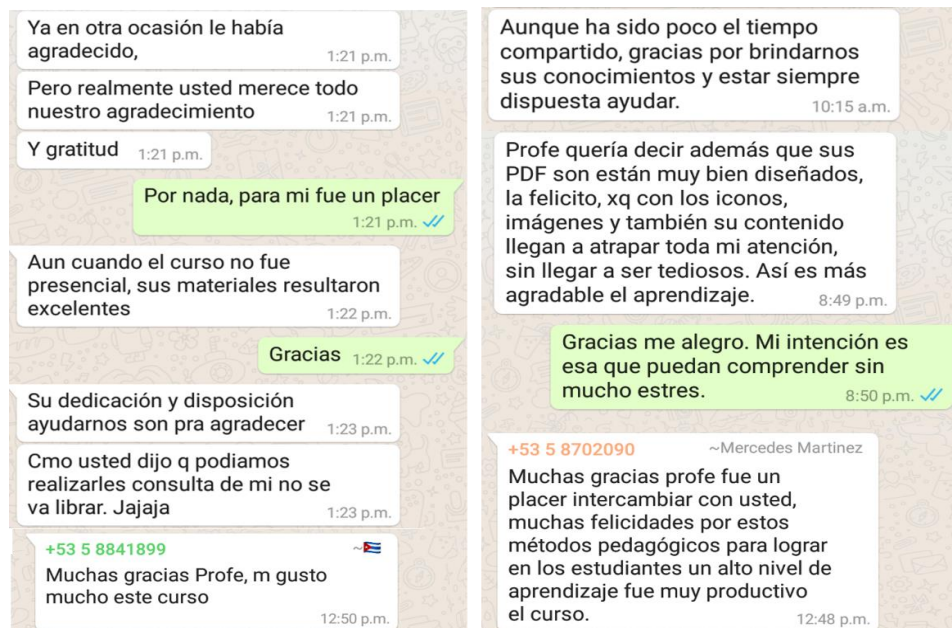 Ya en otra ocasión le había
agradecido,
1:21 p.m.
Pero realmente usted merece todo
nuestro agradecimiento
1:21 p.m.
Y gratitud 1:21 p.m.
Por nada, para mi fue un placer
1:21 p.m.
Aun cuando el curso no fue
presencial, sus materiales resultaron
excelentes
1:22 p.m.
Gracias 1:22 p.m.
Su dedicación y disposición
ayudarnos son pra agradecer
1:23 p.m.
Cmo usted dijo q podiamos
realizarles consulta de mi no se
va librar. Jajaja
1:23 p.m.
+53 5 8841899 ~🇨🇺
Muchas gracias Profe, m gusto
mucho este curso
12:50 p.m.
Aunque ha sido poco el tiempo
compartido, gracias por brindarnos
sus conocimientos y estar siempre
dispuesta ayudar.
10:15 a.m.
Profe quería decir además que sus
PDF son están muy bien diseñados,
la felicito, xq con los iconos,
imágenes y también su contenido
llegan a atrapar toda mi atención,
sin llegar a ser tediosos. Así es más
agradable el aprendizaje.
8:49 p.m.
Gracias me alegro. Mi intención es
esa que puedan comprender sin
mucho estres.
8:50 p.m.
+53 5 8702090 ~Mercedes Martinez
Muchas gracias profe fue un
placer intercambiar con usted,
muchas felicidades por estos
métodos pedagógicos para lograr
en los estudiantes un alto nivel de
aprendizaje fue muy productivo
el curso.
12:48 p.m.